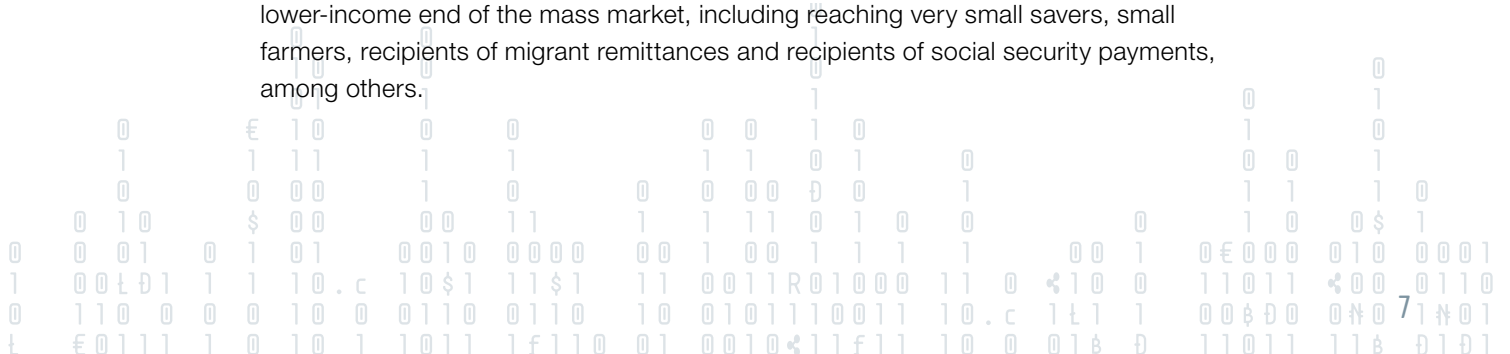 lower-income end of the mass market, including reaching very small savers, small
farmers, recipients of migrant remittances and recipients of social security payments,
among others.
7